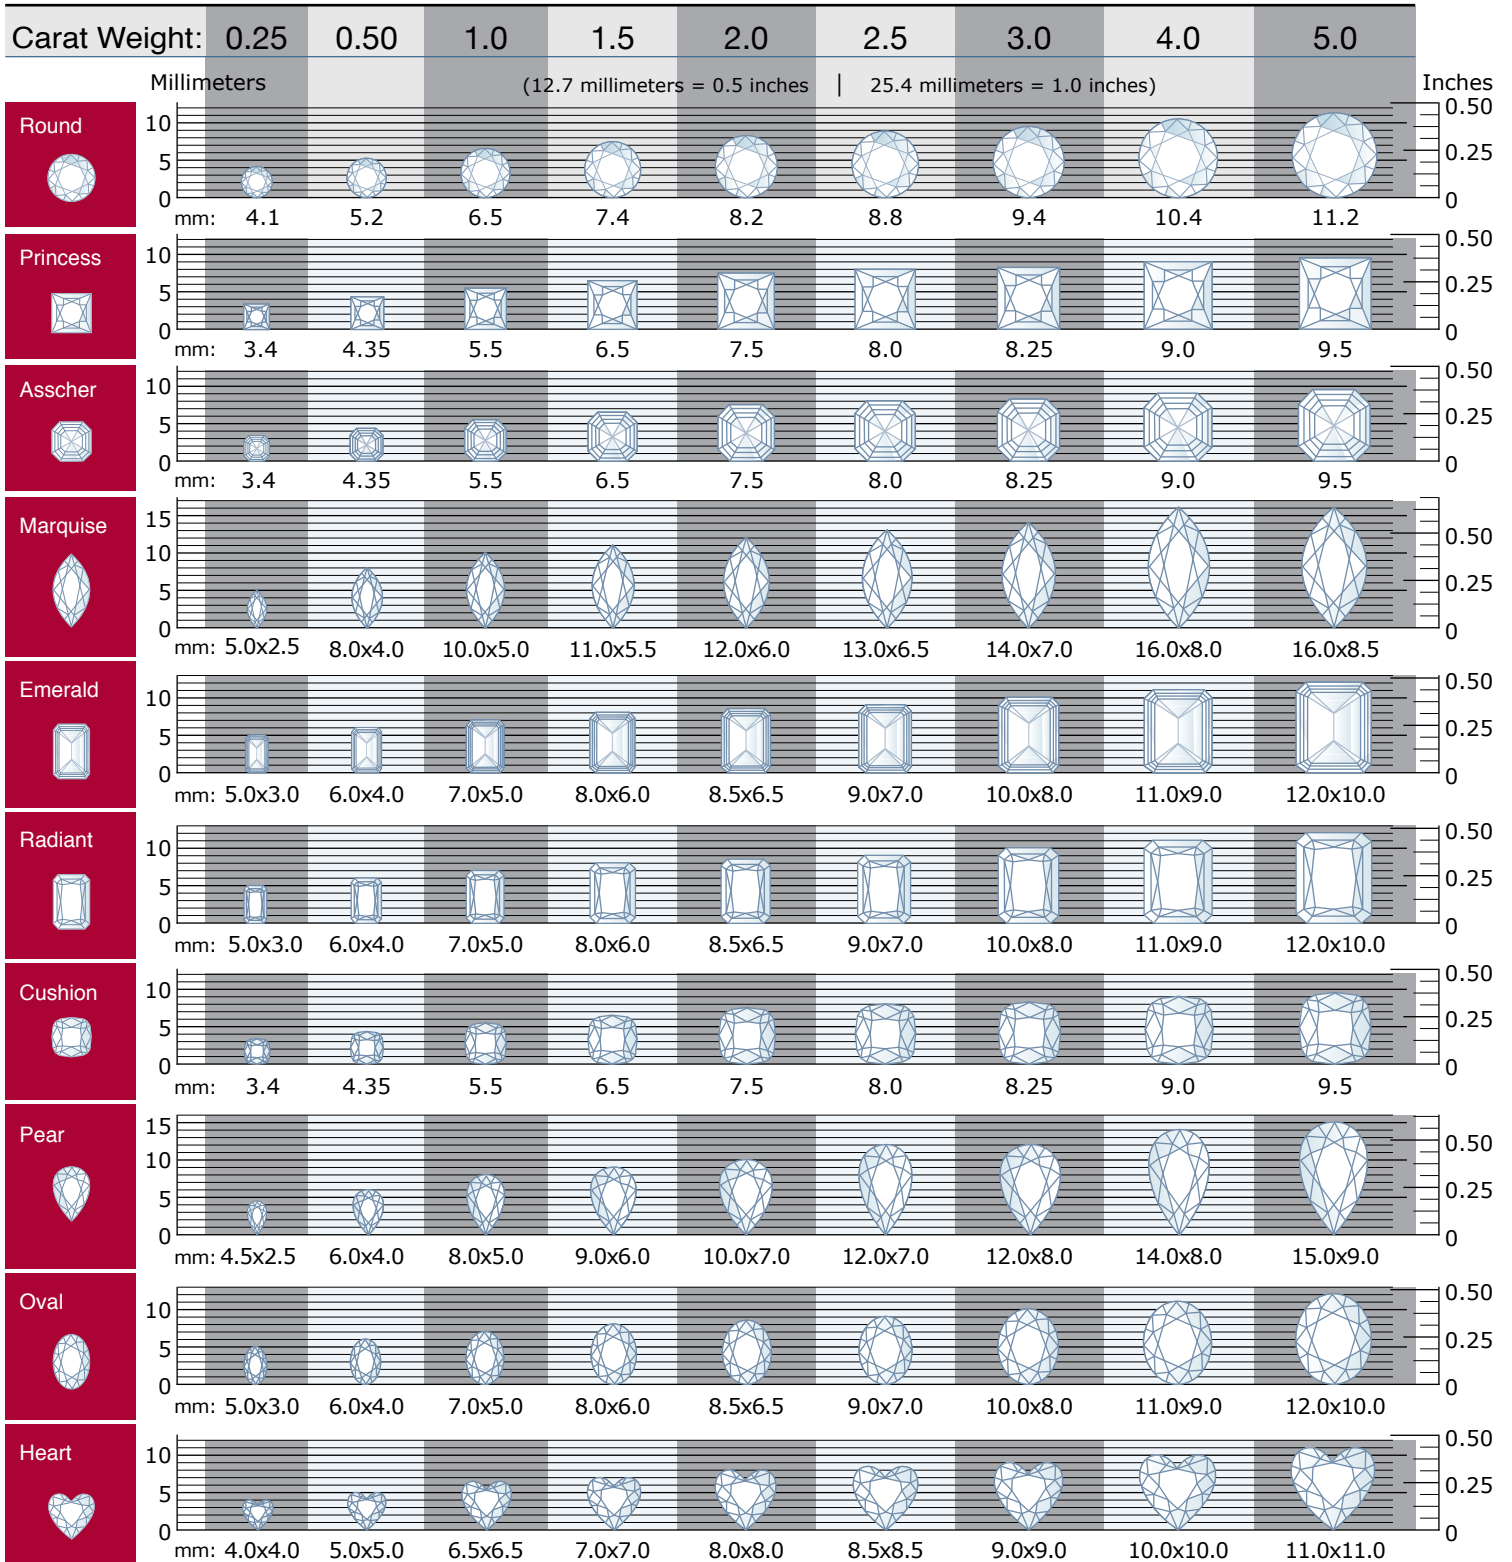 Carat Weight: 0.25 0.50 1.0 1.5 2.0 2.5 3.0 4.0 5.0
Millimeters (12.7 millimeters = 0.5 inches | 25.4 millimeters = 1.0 inches) Inches
Round
10
5
0
0.50
0.25
0
mm: 4.1 5.2 6.5 7.4 8.2 8.8 9.4 10.4 11.2
Princess
10
5
0
0.50
0.25
0
mm: 3.4 4.35 5.5 6.5 7.5 8.0 8.25 9.0 9.5
Asscher
10
5
0
0.50
0.25
0
mm: 3.4 4.35 5.5 6.5 7.5 8.0 8.25 9.0 9.5
Marquise
15
10
5
0
0.50
0.25
0
mm: 5.0x2.5 8.0x4.0 10.0x5.0 11.0x5.5 12.0x6.0 13.0x6.5 14.0x7.0 16.0x8.0 16.0x8.5
Emerald
10
5
0
0.50
0.25
0
mm: 5.0x3.0 6.0x4.0 7.0x5.0 8.0x6.0 8.5x6.5 9.0x7.0 10.0x8.0 11.0x9.0 12.0x10.0
Radiant
10
5
0
0.50
0.25
0
mm: 5.0x3.0 6.0x4.0 7.0x5.0 8.0x6.0 8.5x6.5 9.0x7.0 10.0x8.0 11.0x9.0 12.0x10.0
Cushion
10
5
0
0.50
0.25
0
mm: 3.4 4.35 5.5 6.5 7.5 8.0 8.25 9.0 9.5
Pear
15
10
5
0
0.50
0.25
0
mm: 4.5x2.5 6.0x4.0 8.0x5.0 9.0x6.0 10.0x7.0 12.0x7.0 12.0x8.0 14.0x8.0 15.0x9.0
Oval
10
5
0
0.50
0.25
0
mm: 5.0x3.0 6.0x4.0 7.0x5.0 8.0x6.0 8.5x6.5 9.0x7.0 10.0x8.0 11.0x9.0 12.0x10.0
Heart
10
5
0
0.50
0.25
0
mm: 4.0x4.0 5.0x5.0 6.5x6.5 7.0x7.0 8.0x8.0 8.5x8.5 9.0x9.0 10.0x10.0 11.0x11.0